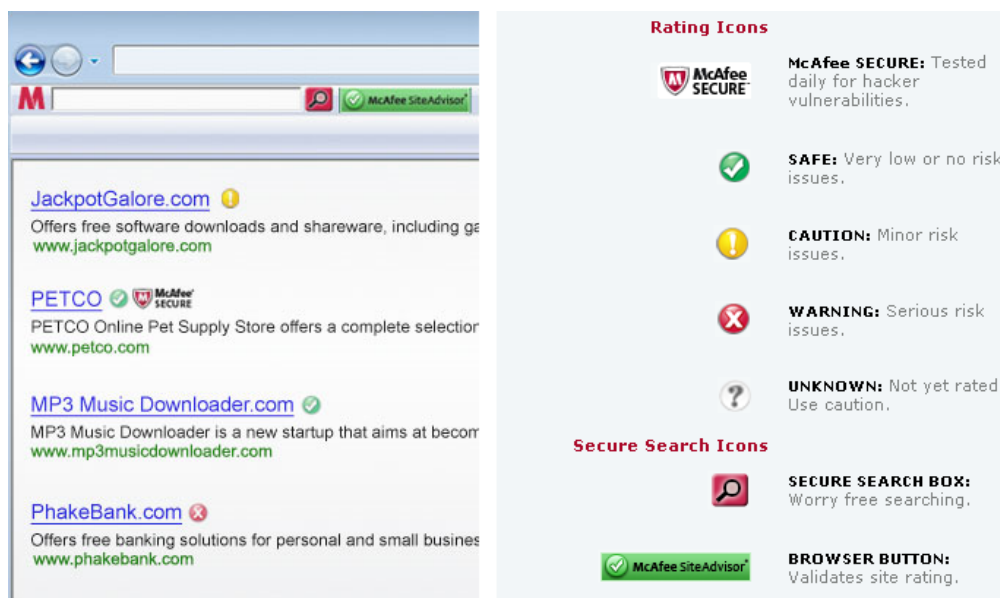 M
McAfee SiteAdvisor
JackpotGalore.com
Offers free software downloads and shareware, including ga
www.jackpotgalore.com
PETCO McAfee SECURE
PETCO Online Pet Supply Store offers a complete selection
www.petco.com
MP3 Music Downloader.com
MP3 Music Downloader is a new startup that aims at becom
www.mp3musicdownloader.com
PhakeBank.com
Offers free banking solutions for personal and small busines
www.phakebank.com
Rating Icons
McAfee
SECURE
McAfee SECURE: Tested
daily for hacker
vulnerabilities.
SAFE: Very low or no risk
issues.
CAUTION: Minor risk
issues.
WARNING: Serious risk
issues.
?
UNKNOWN: Not yet rated
Use caution.
Secure Search Icons
SECURE SEARCH BOX:
Worry free searching.
McAfee SiteAdvisor
BROWSER BUTTON:
Validates site rating.